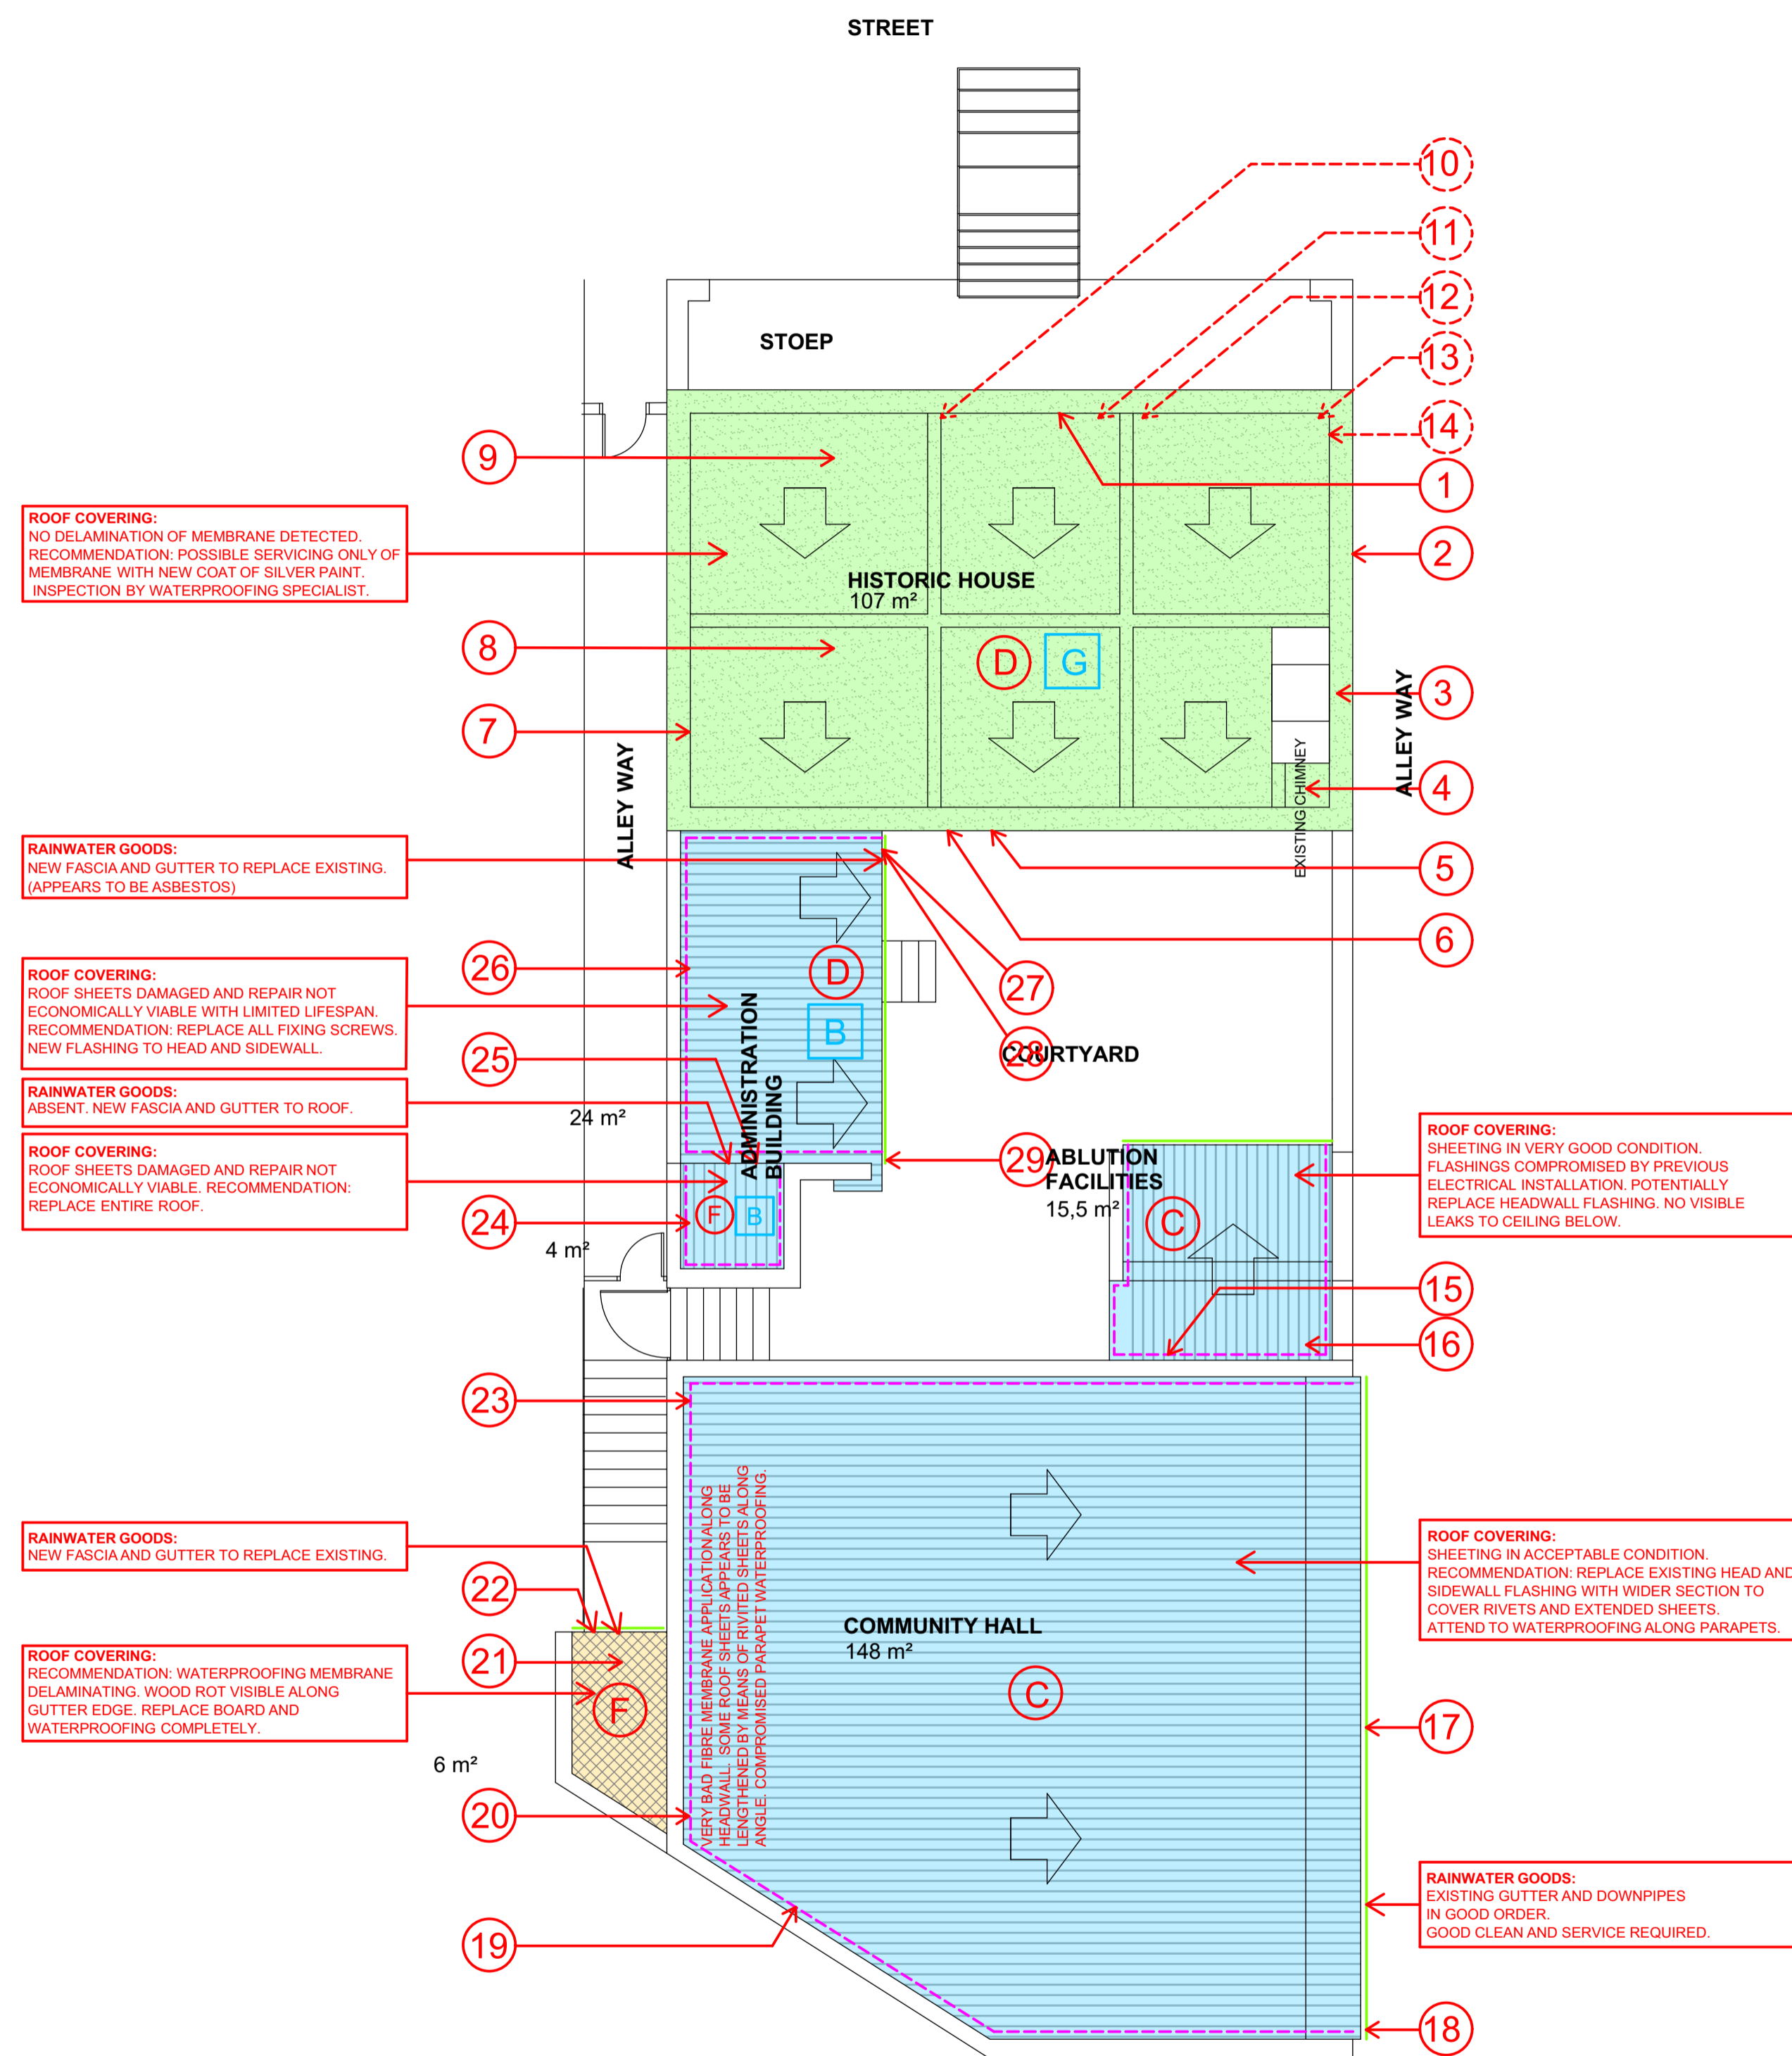 STREET
10
11
12
13
14
STOEP
9
1
2
ROOF COVERING:
NO DELAMINATION OF MEMBRANE DETECTED.
RECOMMENDATION: POSSIBLE SERVICING ONLY OF
MEMBRANE WITH NEW COAT OF SILVER PAINT.
INSPECTION BY WATERPROOFING SPECIALIST.
HISTORIC HOUSE
107 m²
8
D
G
3
7
4
ALLEY WAY
ALLEY WAY
EXISTING CHIMNEY
RAINWATER GOODS:
NEW FASCIA AND GUTTER TO REPLACE EXISTING.
(APPEARS TO BE ASBESTOS)
5
6
26
D
27
ROOF COVERING:
ROOF SHEETS DAMAGED AND REPAIR NOT
ECONOMICALLY VIABLE WITH LIMITED LIFESPAN.
RECOMMENDATION: REPLACE ALL FIXING SCREWS.
NEW FLASHING TO HEAD AND SIDEWALL.
B
25
28
COURTYARD
ADMINISTRATION
BUILDING
RAINWATER GOODS:
ABSENT. NEW FASCIA AND GUTTER TO ROOF.
24 m²
ROOF COVERING:
ROOF SHEETS DAMAGED AND REPAIR NOT
ECONOMICALLY VIABLE. RECOMMENDATION:
REPLACE ENTIRE ROOF.
29
ABLUTION
FACILITIES
15,5 m²
C
ROOF COVERING:
SHEETING IN VERY GOOD CONDITION.
FLASHINGS COMPROMISED BY PREVIOUS
ELECTRICAL INSTALLATION. POTENTIALLY
REPLACE HEADWALL FLASHING. NO VISIBLE
LEAKS TO CEILING BELOW.
24
F
B
4 m²
15
16
23
VERY BAD FIBRE MEMBRANE APPLICATION ALONG
HEADWALL. SOME ROOF SHEETS APPEARS TO BE
LENGTHENED BY MEANS OF RIVITED SHEETS ALONG
ANGLE. COMPROMISED PARAPET WATERPROOFING.
RAINWATER GOODS:
NEW FASCIA AND GUTTER TO REPLACE EXISTING.
22
ROOF COVERING:
SHEETING IN ACCEPTABLE CONDITION.
RECOMMENDATION: REPLACE EXISTING HEAD AND
SIDEWALL FLASHING WITH WIDER SECTION TO
COVER RIVETS AND EXTENDED SHEETS.
ATTEND TO WATERPROOFING ALONG PARAPETS.
COMMUNITY HALL
148 m²
C
21
ROOF COVERING:
RECOMMENDATION: WATERPROOFING MEMBRANE
DELAMINATING. WOOD ROT VISIBLE ALONG
GUTTER EDGE. REPLACE BOARD AND
WATERPROOFING COMPLETELY.
F
17
6 m²
20
RAINWATER GOODS:
EXISTING GUTTER AND DOWNPIPES
IN GOOD ORDER.
GOOD CLEAN AND SERVICE REQUIRED.
19
18